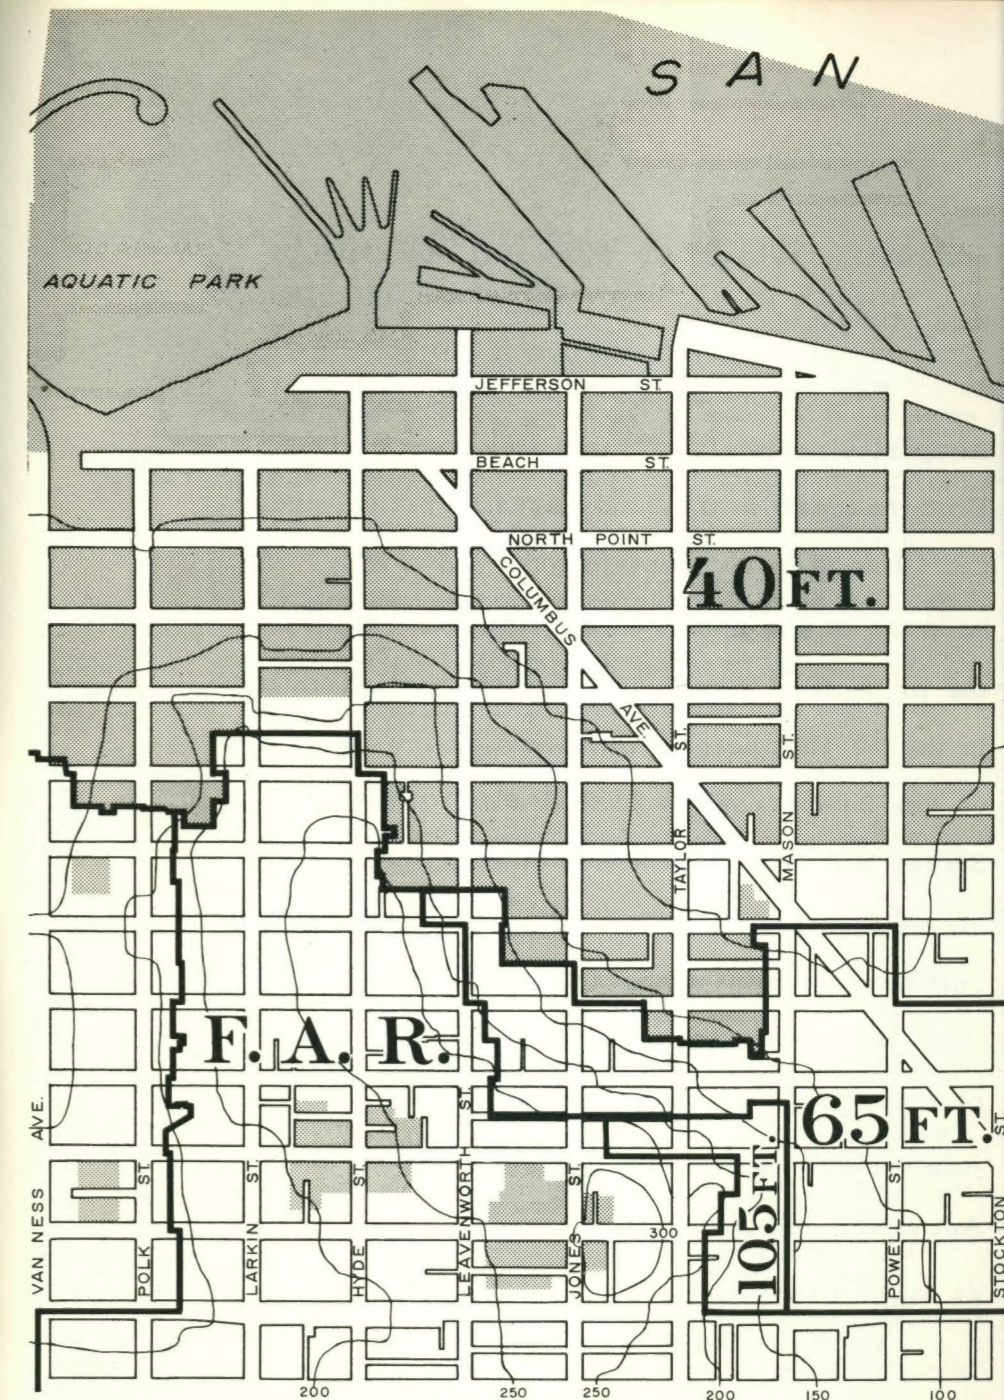 SAN
AQUATIC PARK
JEFFERSON ST.
BEACH ST.
NORTH POINT ST.
COLUMBUS AVE.
40 FT.
TAYLOR ST.
MASON ST.
F. A. R.
65 FT.
105 FT.
VAN NESS AVE.
POLK ST.
LARKIN ST.
HYDE ST.
LEAVENWORTH ST.
JONES ST.
300
POWELL ST.
STOCKTON ST.
200 250 250 200 150 100